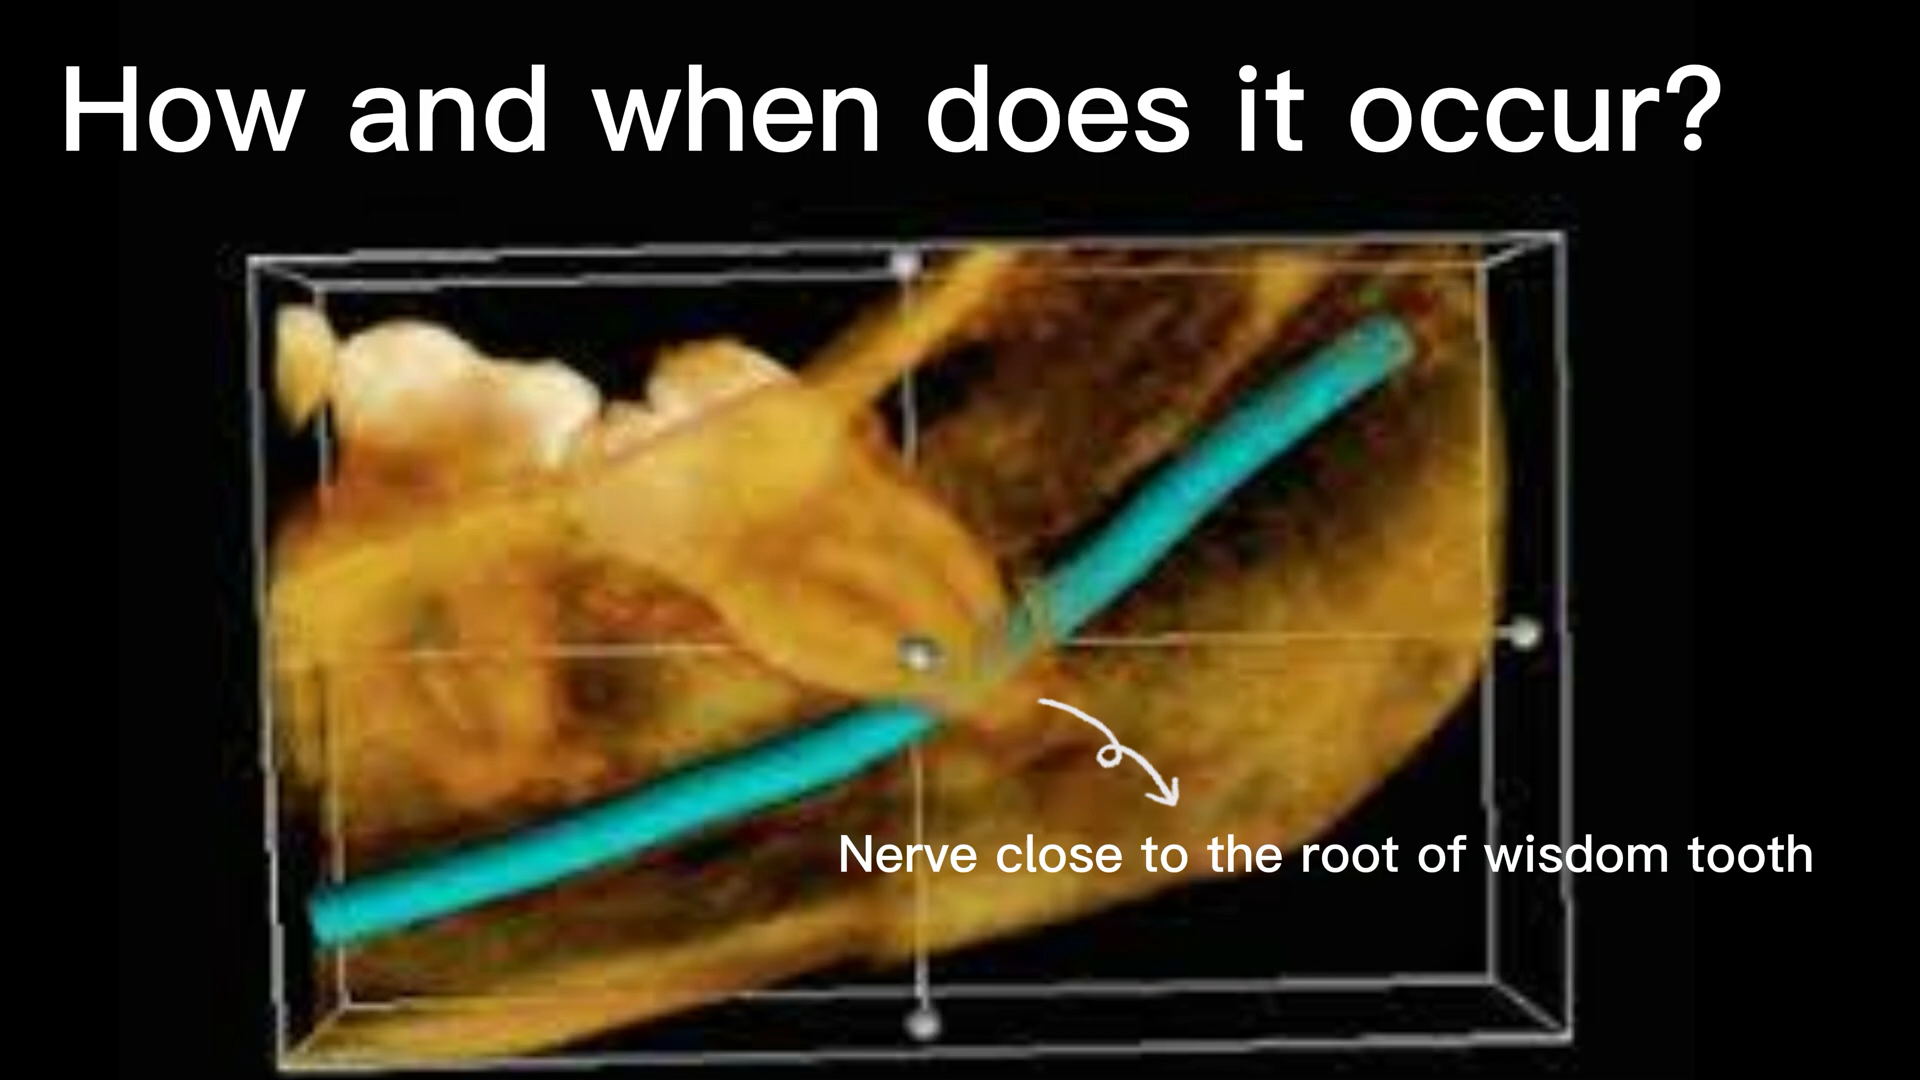 How and when does it occur?
Nerve close to the root of wisdom tooth